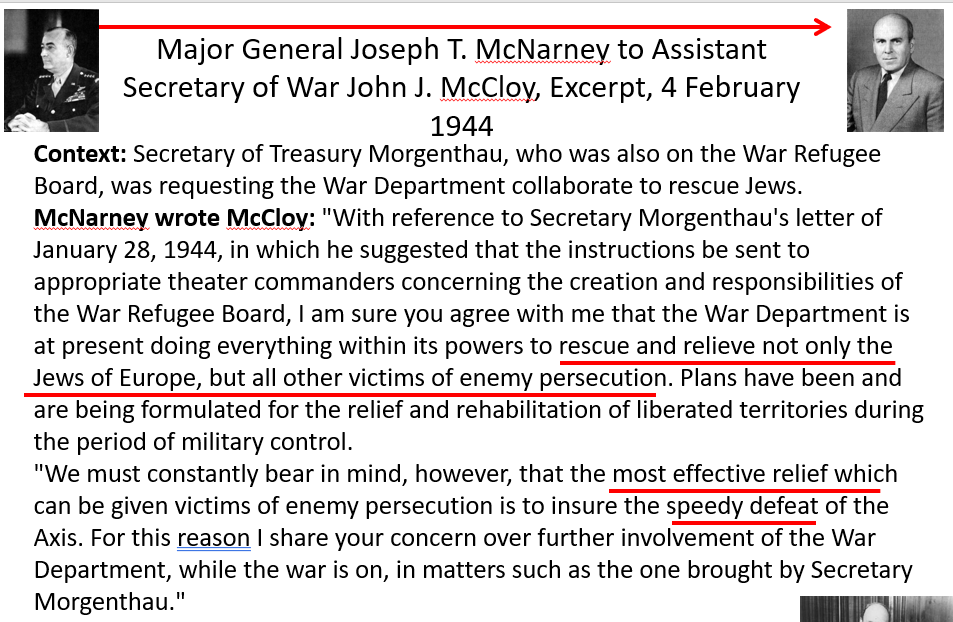 Major General Joseph T. McNarney to Assistant
Secretary of War John J. McCloy, Excerpt, 4 February
1944
Context: Secretary of Treasury Morgenthau, who was also on the War Refugee
Board, was requesting the War Department collaborate to rescue Jews.
McNarney wrote McCloy: "With reference to Secretary Morgenthau's letter of
January 28, 1944, in which he suggested that the instructions be sent to
appropriate theater commanders concerning the creation and responsibilities of
the War Refugee Board, I am sure you agree with me that the War Department is
at present doing everything within its powers to rescue and relieve not only the
Jews of Europe, but all other victims of enemy persecution. Plans have been and
are being formulated for the relief and rehabilitation of liberated territories during
the period of military control.
"We must constantly bear in mind, however, that the most effective relief which
can be given victims of enemy persecution is to insure the speedy defeat of the
Axis. For this reason I share your concern over further involvement of the War
Department, while the war is on, in matters such as the one brought by Secretary
Morgenthau."